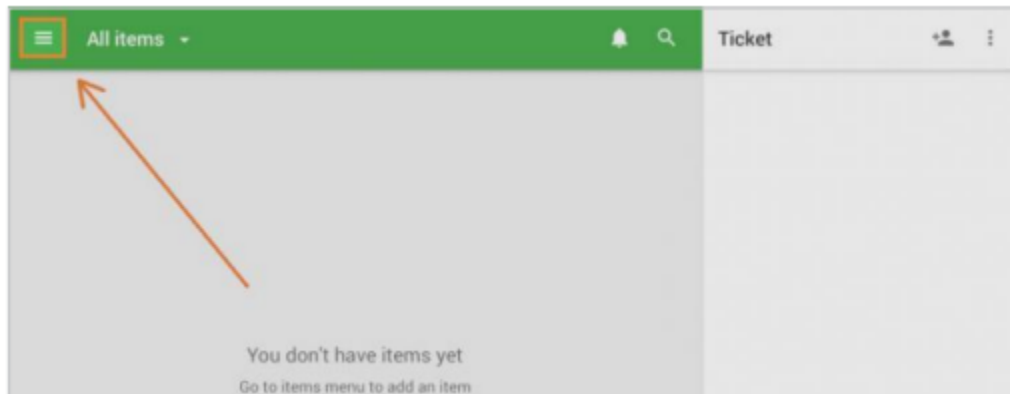 All items
Ticket
You don't have items yet
Go to items menu to add an item